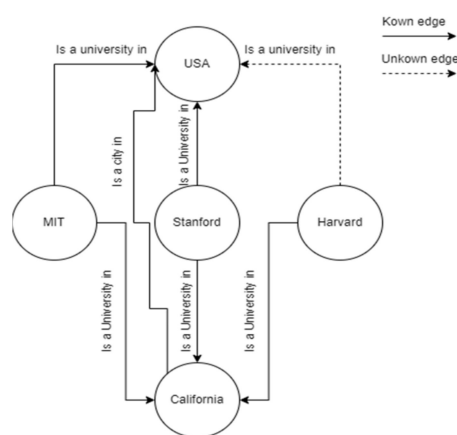 Kown edge
Is a university in
Is a university in
USA
Unkown edge
Is a city in
Is a University in
MIT
Stanford
Harvard
Is a University in
Is a University in
Is a University in
California